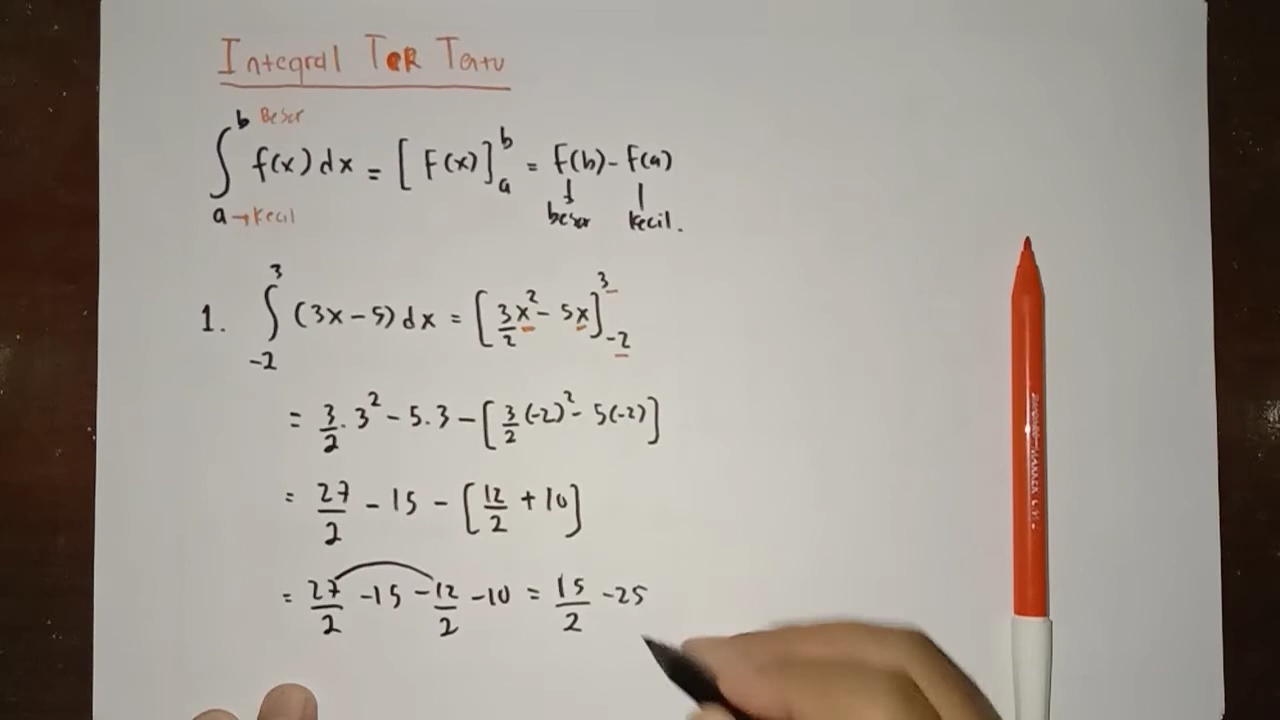 Integral TeR Tentu
b Besar
∫ f(x) dx = [F(x)]ₐᵇ = F(b) - F(a)
a → Kecil
besar kecil.
1. ∫₋₂³ (3x - 5) dx = [3/2 x² - 5x]₋₂³
= 3/2 . 3² - 5.3 - [3/2 (-2)² - 5(-2)]
= 27/2 - 15 - [12/2 + 10]
= 27/2 - 15 - 12/2 - 10 = 15/2 - 25